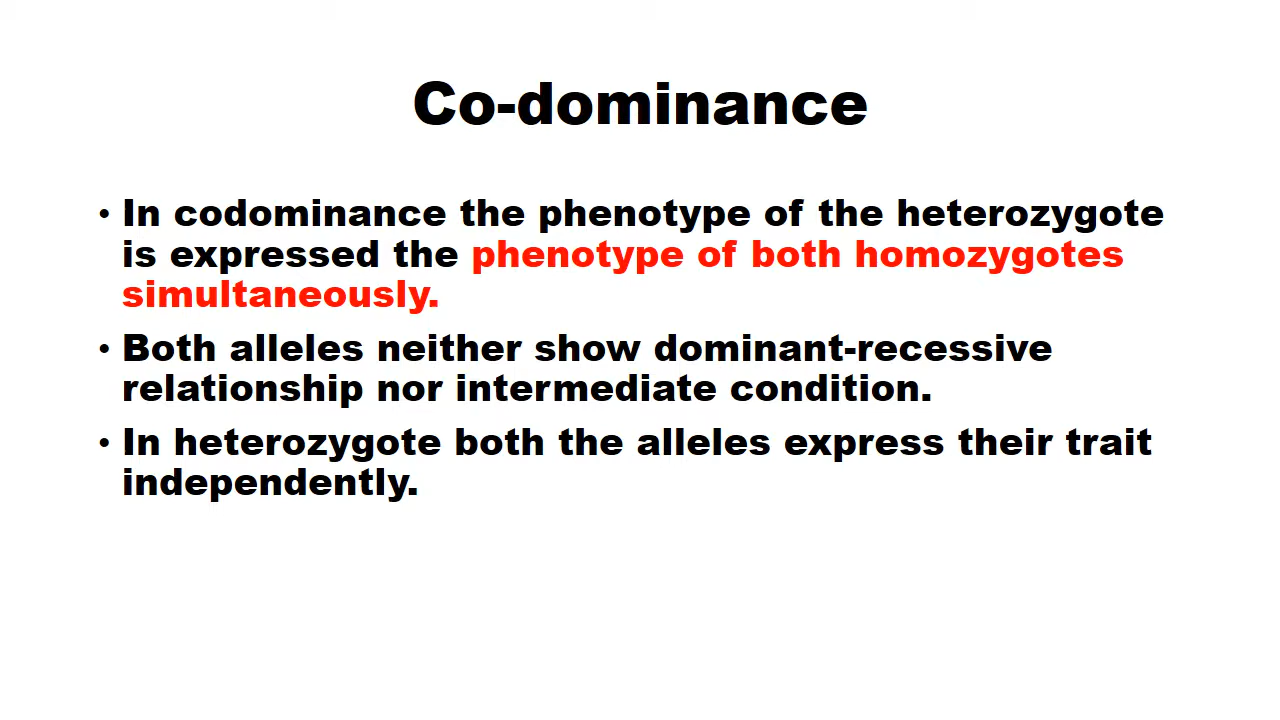 Co-dominance
• In codominance the phenotype of the heterozygote
is expressed the phenotype of both homozygotes
simultaneously.
• Both alleles neither show dominant-recessive
relationship nor intermediate condition.
• In heterozygote both the alleles express their trait
independently.